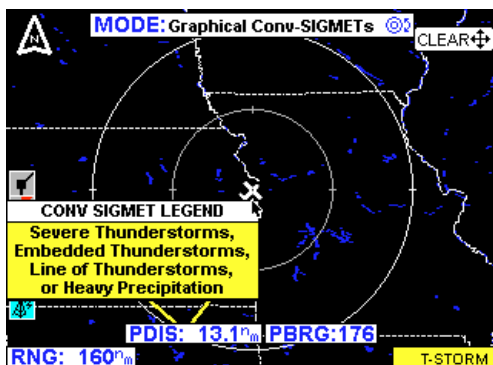 N
MODE: Graphical Conv-SIGMETs
CLEAR
CONV SIGMET LEGEND
Severe Thunderstorms,
Embedded Thunderstorms,
Line of Thunderstorms,
or Heavy Precipitation
PDIS: 13.1nm PBRG:176
RNG: 160nm
T-STORM